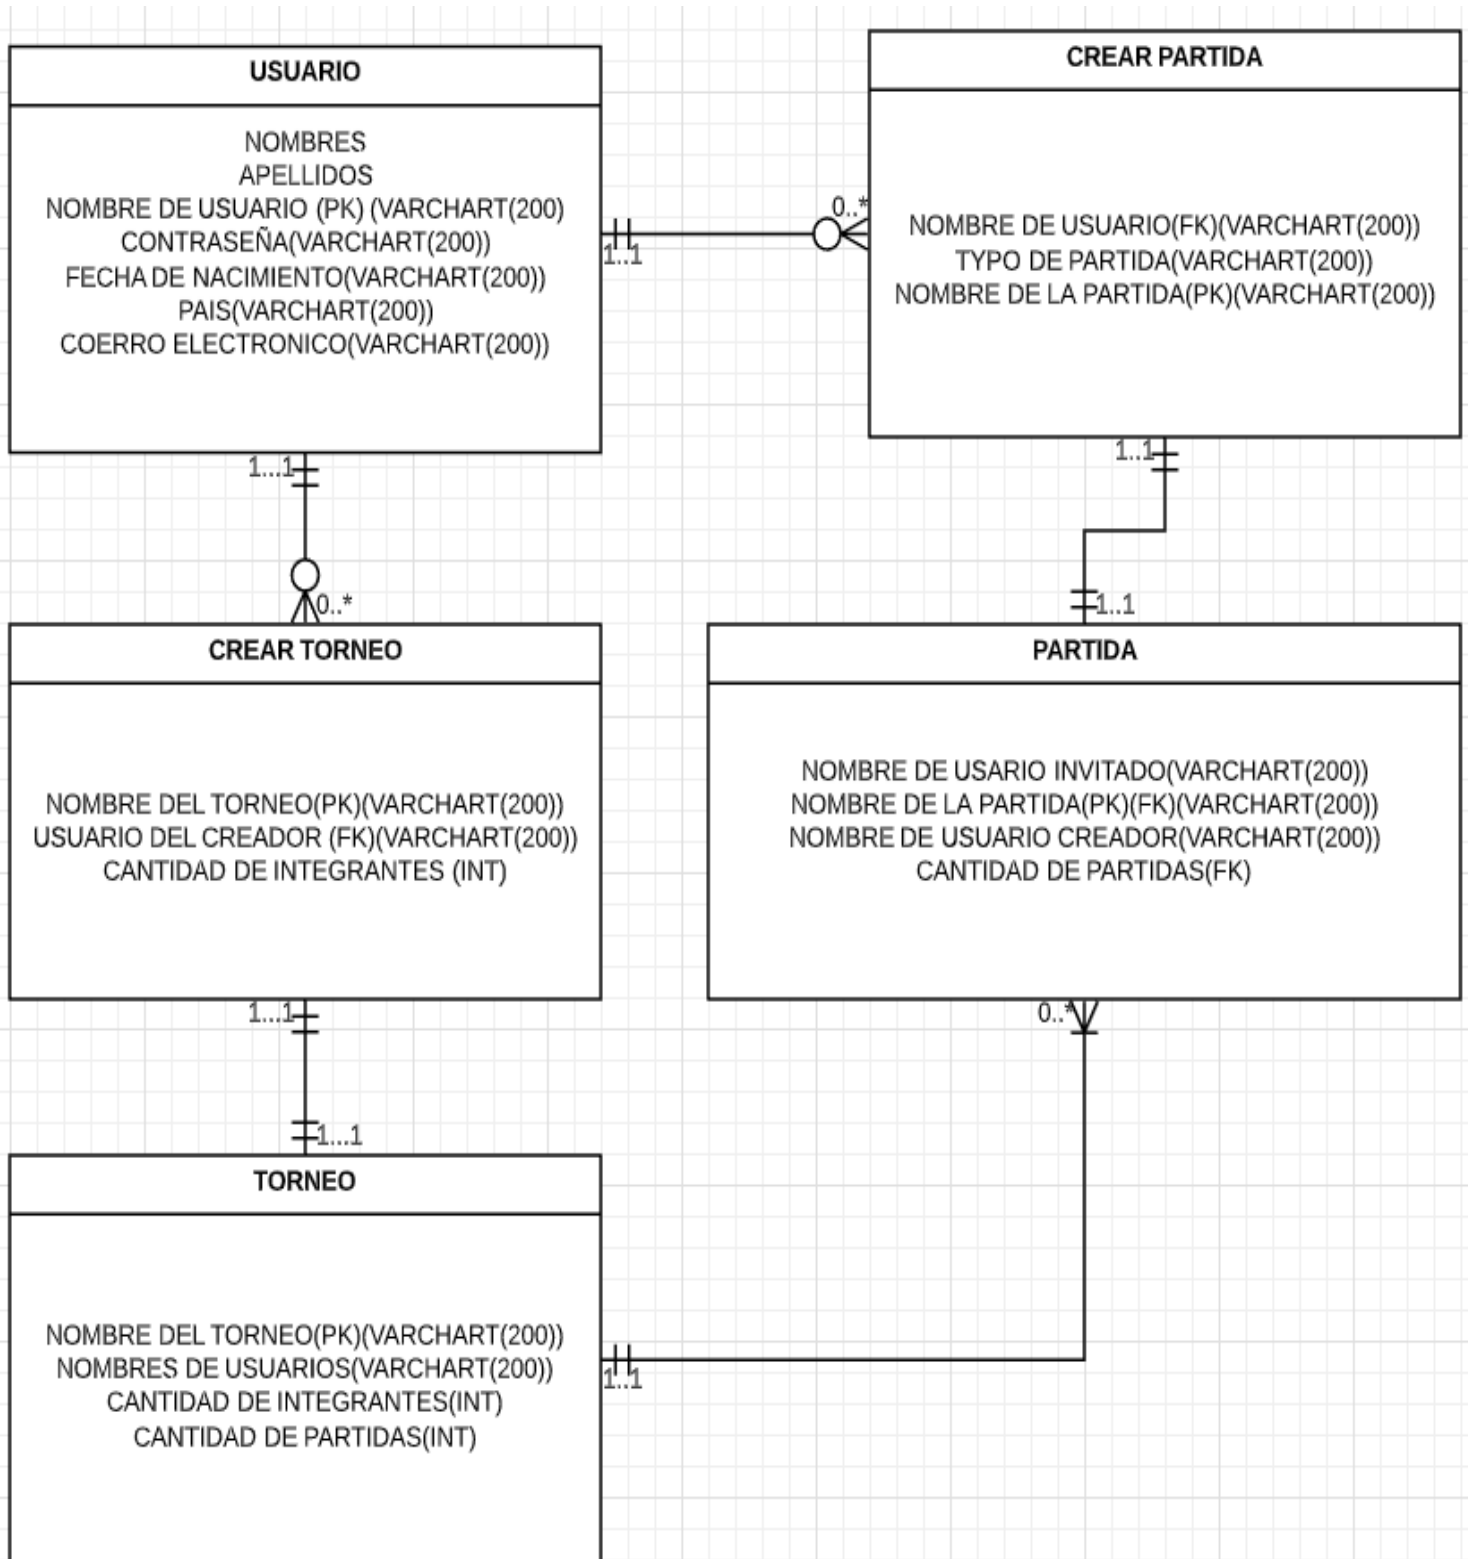 USUARIO
NOMBRES
APELLIDOS
NOMBRE DE USUARIO (PK) (VARCHART(200)
CONTRASEÑA(VARCHART(200))
FECHA DE NACIMIENTO(VARCHART(200))
PAIS(VARCHART(200))
COERRO ELECTRONICO(VARCHART(200))
1..1
0..*
CREAR PARTIDA
NOMBRE DE USUARIO(FK)(VARCHART(200))
TYPO DE PARTIDA(VARCHART(200))
NOMBRE DE LA PARTIDA(PK)(VARCHART(200))
1...1
0..*
1..1
1..1
CREAR TORNEO
NOMBRE DEL TORNEO(PK)(VARCHART(200))
USUARIO DEL CREADOR (FK)(VARCHART(200))
CANTIDAD DE INTEGRANTES (INT)
PARTIDA
NOMBRE DE USARIO INVITADO(VARCHART(200))
NOMBRE DE LA PARTIDA(PK)(FK)(VARCHART(200))
NOMBRE DE USUARIO CREADOR(VARCHART(200))
CANTIDAD DE PARTIDAS(FK)
1...1
1...1
0..*
TORNEO
NOMBRE DEL TORNEO(PK)(VARCHART(200))
NOMBRES DE USUARIOS(VARCHART(200))
CANTIDAD DE INTEGRANTES(INT)
CANTIDAD DE PARTIDAS(INT)
1..1